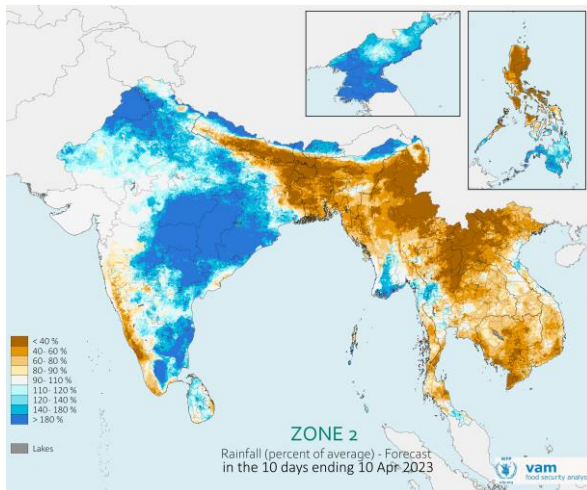 < 40%
40- 60 %
60- 80 %
80- 90 %
90- 110 %
110- 120 %
120- 140 %
140- 180 %
> 180 %
Lakes
ZONE 2
Rainfall (percent of average) - Forecast
in the 10 days ending 10 Apr 2023
WFP
vam
food security analysis